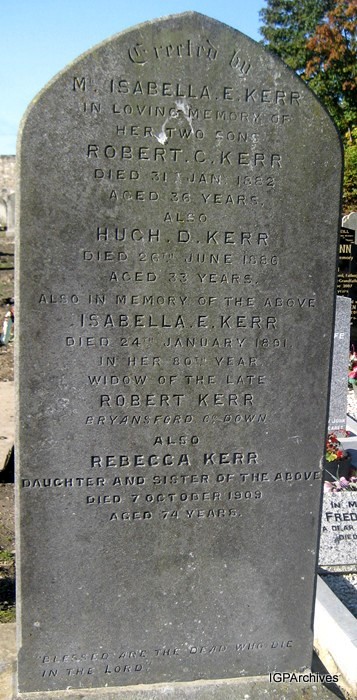 Erected by
M. ISABELLA. E. KERR
IN LOVING MEMORY OF
HER TWO SONS
ROBERT. C. KERR
DIED 31ST JAN. 1882
AGED 36 YEARS.
ALSO
HUGH. D. KERR
DIED 26TH JUNE 1886
AGED 33 YEARS
ALSO IN MEMORY OF THE ABOVE
ISABELLA. E. KERR
DIED 24TH JANUARY 1891
IN HER 80TH YEAR
WIDOW OF THE LATE
ROBERT KERR
BRYANSFORD CO DOWN
ALSO
REBECCA KERR
DAUGHTER AND SISTER OF THE ABOVE
DIED 7 OCTOBER 1909
AGED 74 YEARS.
"BLESSED ARE THE DEAD WHO DIE
IN THE LORD"
IN M
FRED
A DEAR
DIED
IGPArchives